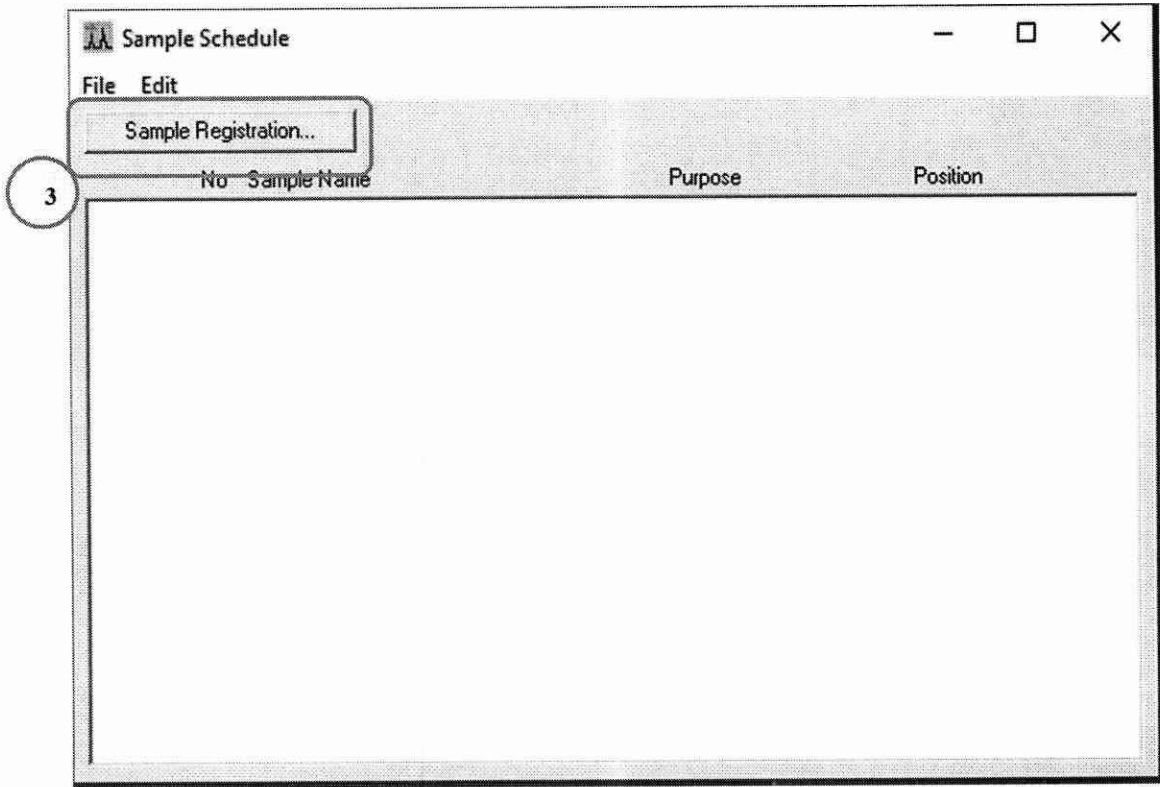 Sample Schedule
File Edit
Sample Registration...
3
No Sample Name Purpose Position